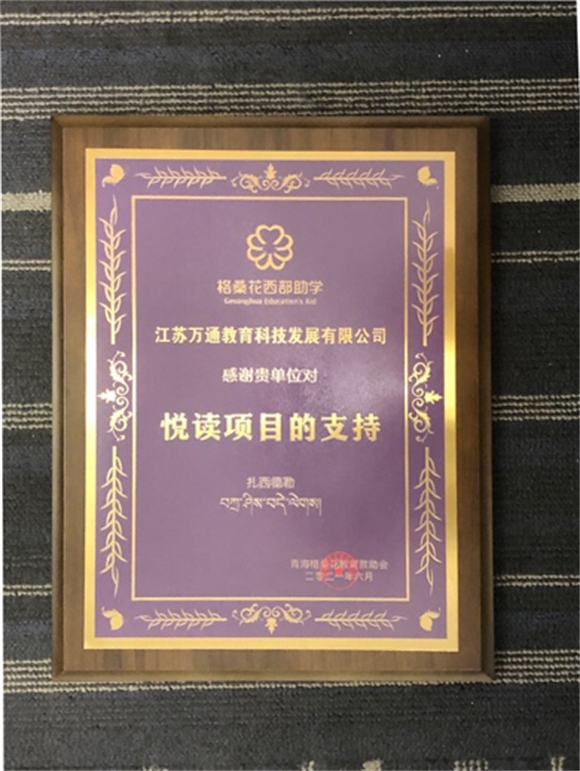 格桑花西部助学
Gesanghua Education's Aid
江苏万通教育科技发展有限公司
感谢贵单位对
悦读项目的支持
扎西德勒
བཀྲ་ཤིས་བདེ་ལེགས།
青海格桑花教育救助会
二零二一年六月